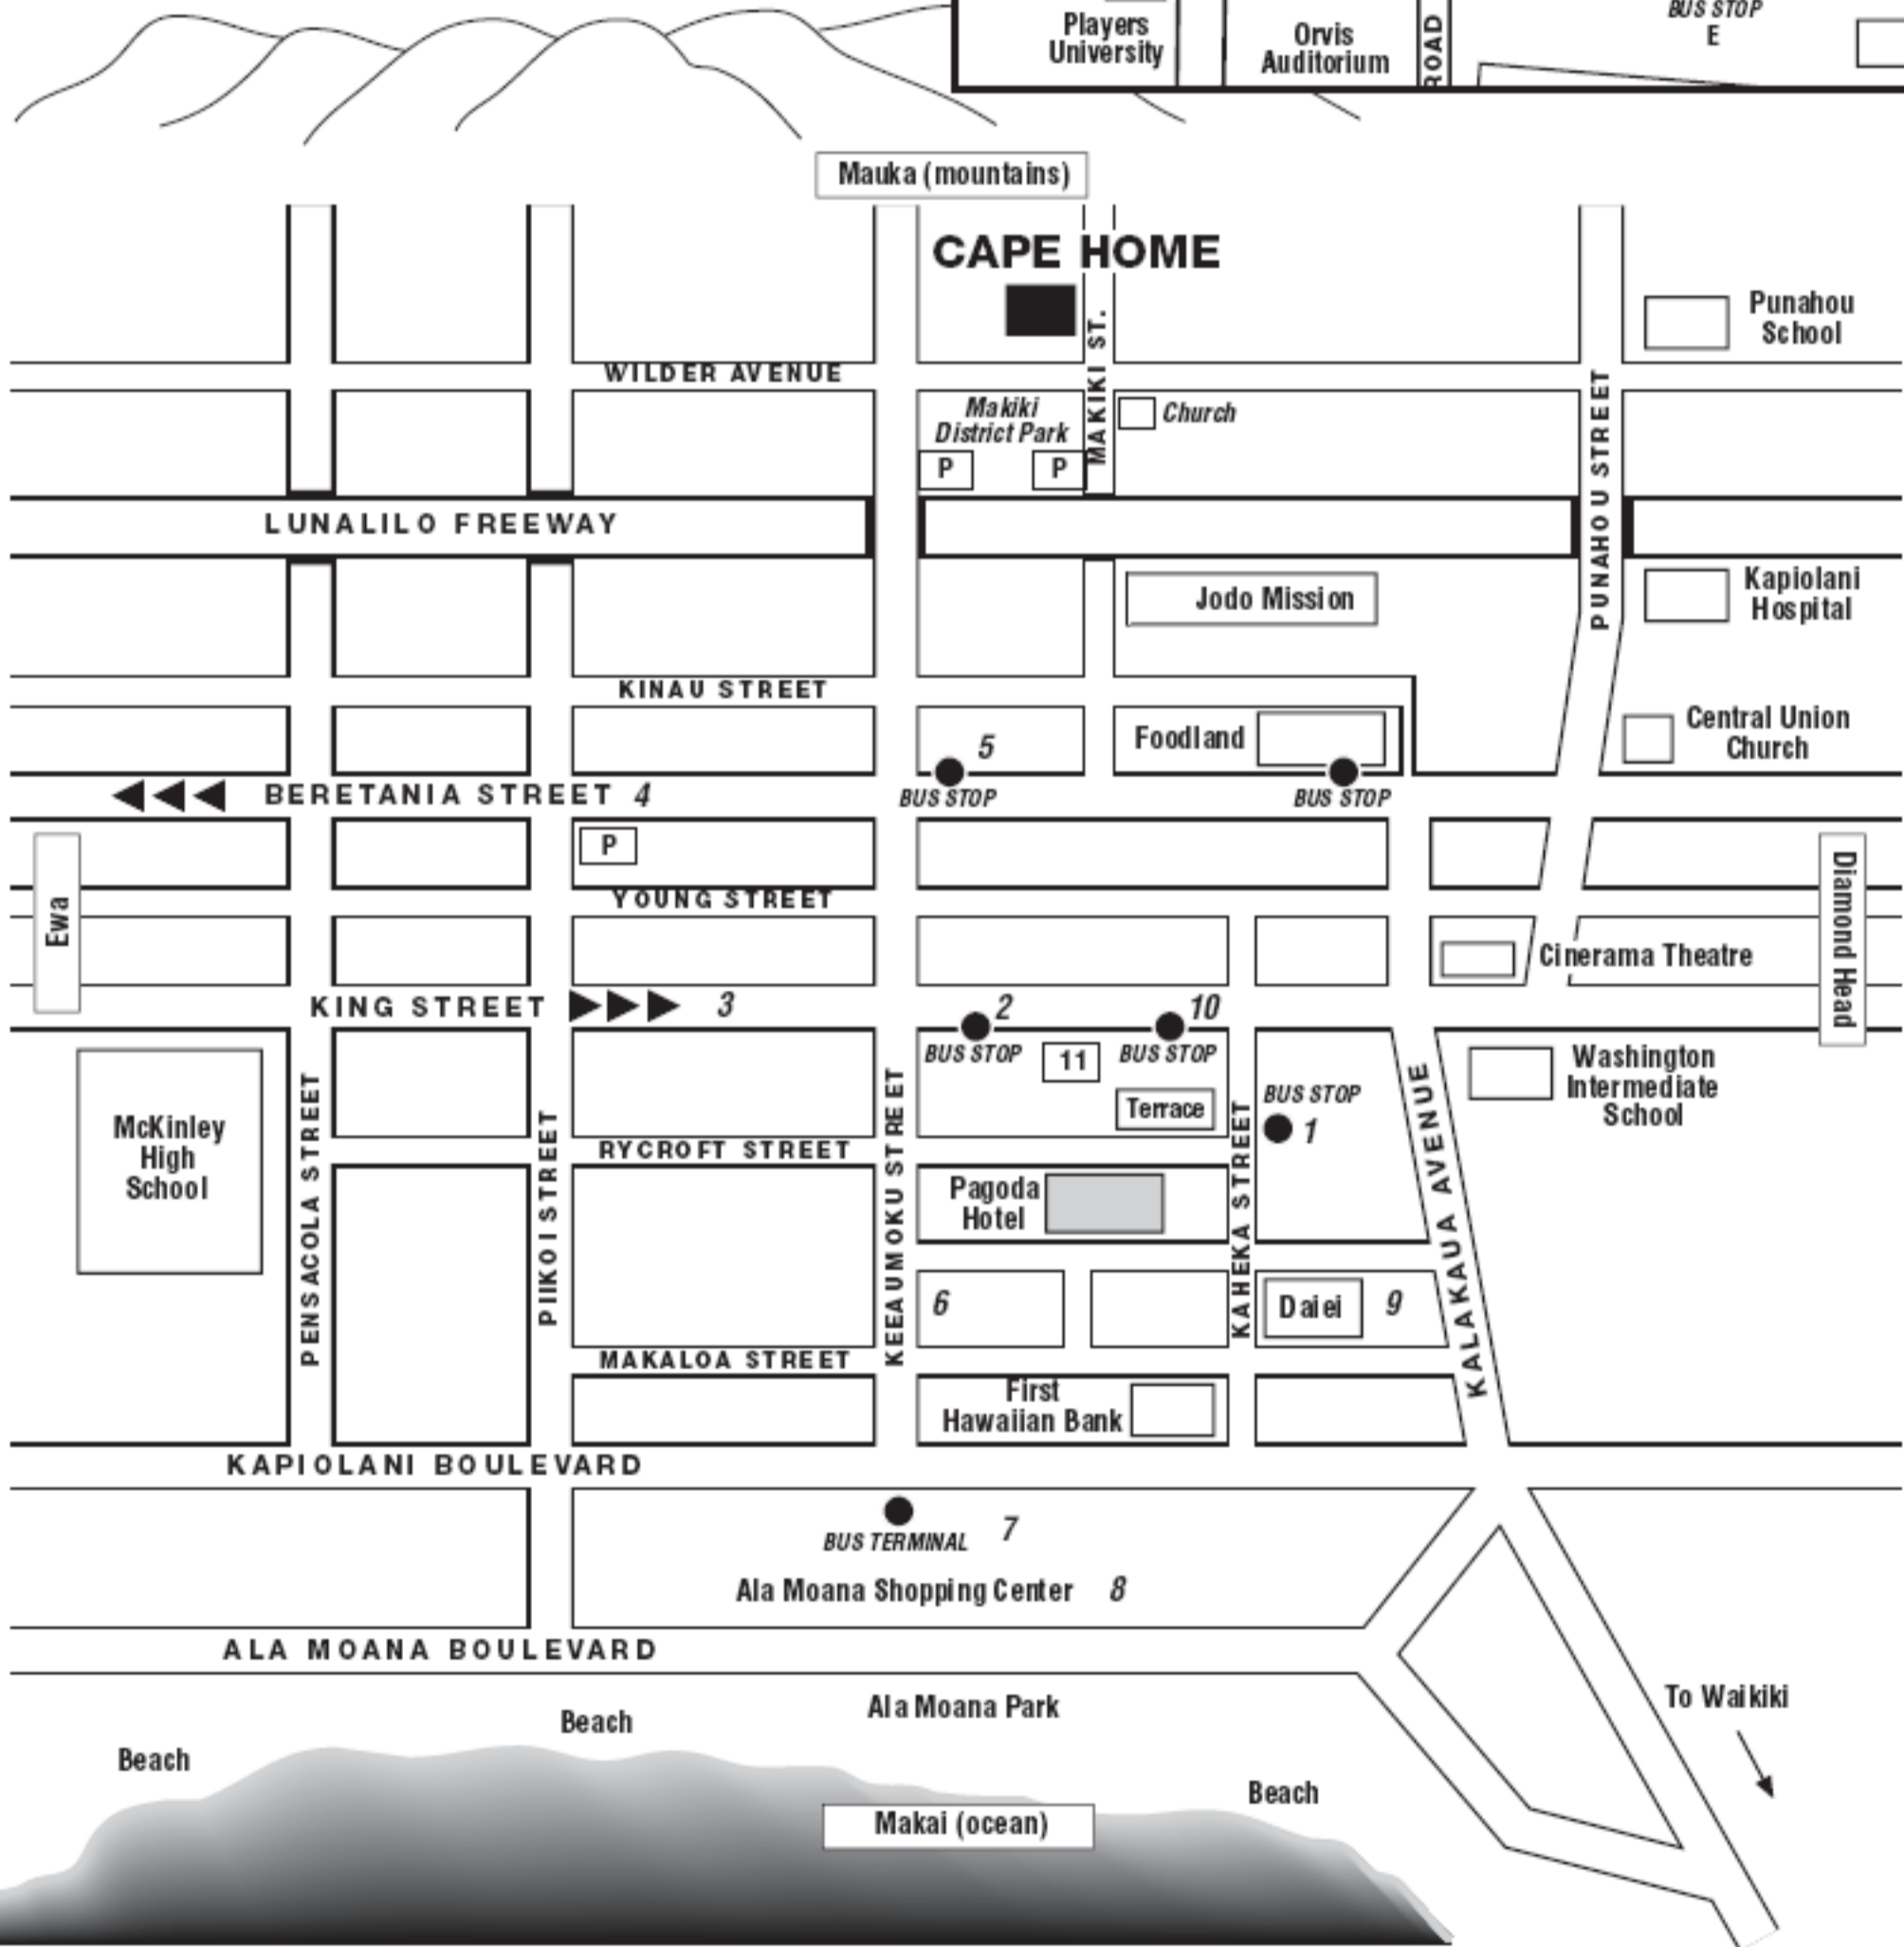 Players
University
Orvis
Auditorium
ROAD
BUS STOP
E
Mauka (mountains)
CAPE HOME
MAKIKI ST.
Punahou
School
WILDER AVENUE
Makiki
District Park
Church
P
P
PUNAHOU STREET
LUNALILO FREEWAY
Jodo Mission
Kapiolani
Hospital
KINAU STREET
Foodland
Central Union
Church
5
BUS STOP
BUS STOP
BERETANIA STREET 4
P
YOUNG STREET
Ewa
Diamond Head
Cinerama Theatre
KING STREET
3
2
10
BUS STOP
11
BUS STOP
Terrace
BUS STOP
1
Washington
Intermediate
School
McKinley
High
School
PENSACOLA STREET
PIIKOI STREET
RYCROFT STREET
KEEAUMOKU STREET
Pagoda
Hotel
KAHEKA STREET
KALAKAUA AVENUE
6
Daiei
9
MAKALOA STREET
First
Hawaiian Bank
KAPIOLANI BOULEVARD
BUS TERMINAL
7
Ala Moana Shopping Center 8
ALA MOANA BOULEVARD
Ala Moana Park
To Waikiki
Beach
Beach
Beach
Makai (ocean)